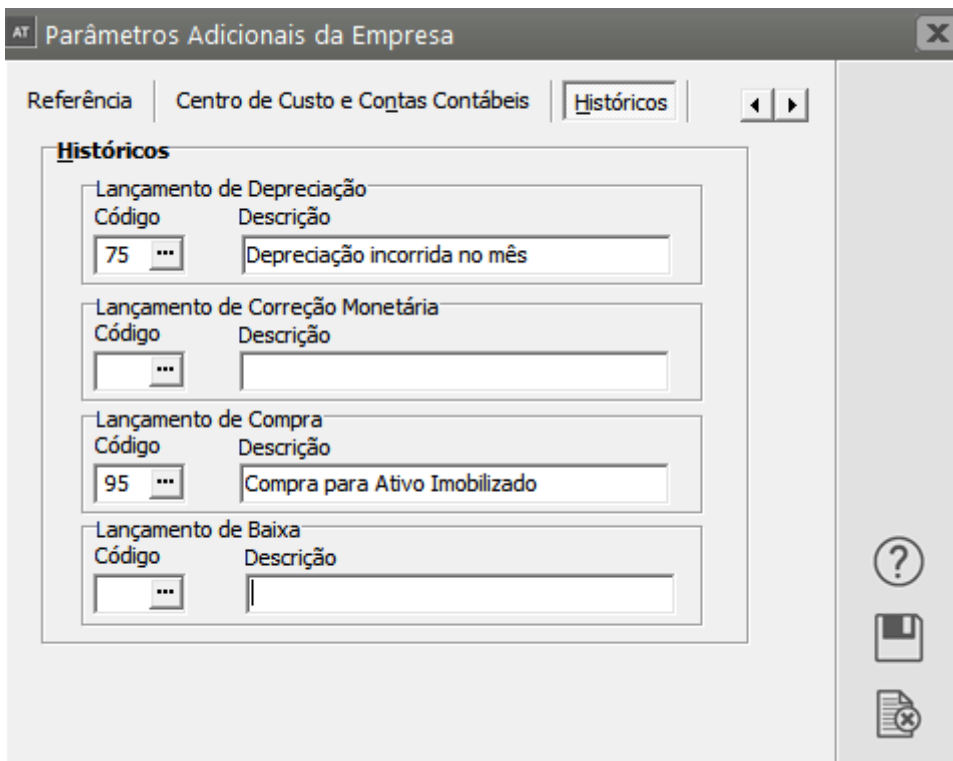 AT Parâmetros Adicionais da Empresa
Referência Centro de Custo e Contas Contábeis Históricos
Históricos
Lançamento de Depreciação
Código Descrição
75 ... Depreciação incorrida no mês
Lançamento de Correção Monetária
Código Descrição
...
Lançamento de Compra
Código Descrição
95 ... Compra para Ativo Imobilizado
Lançamento de Baixa
Código Descrição
...